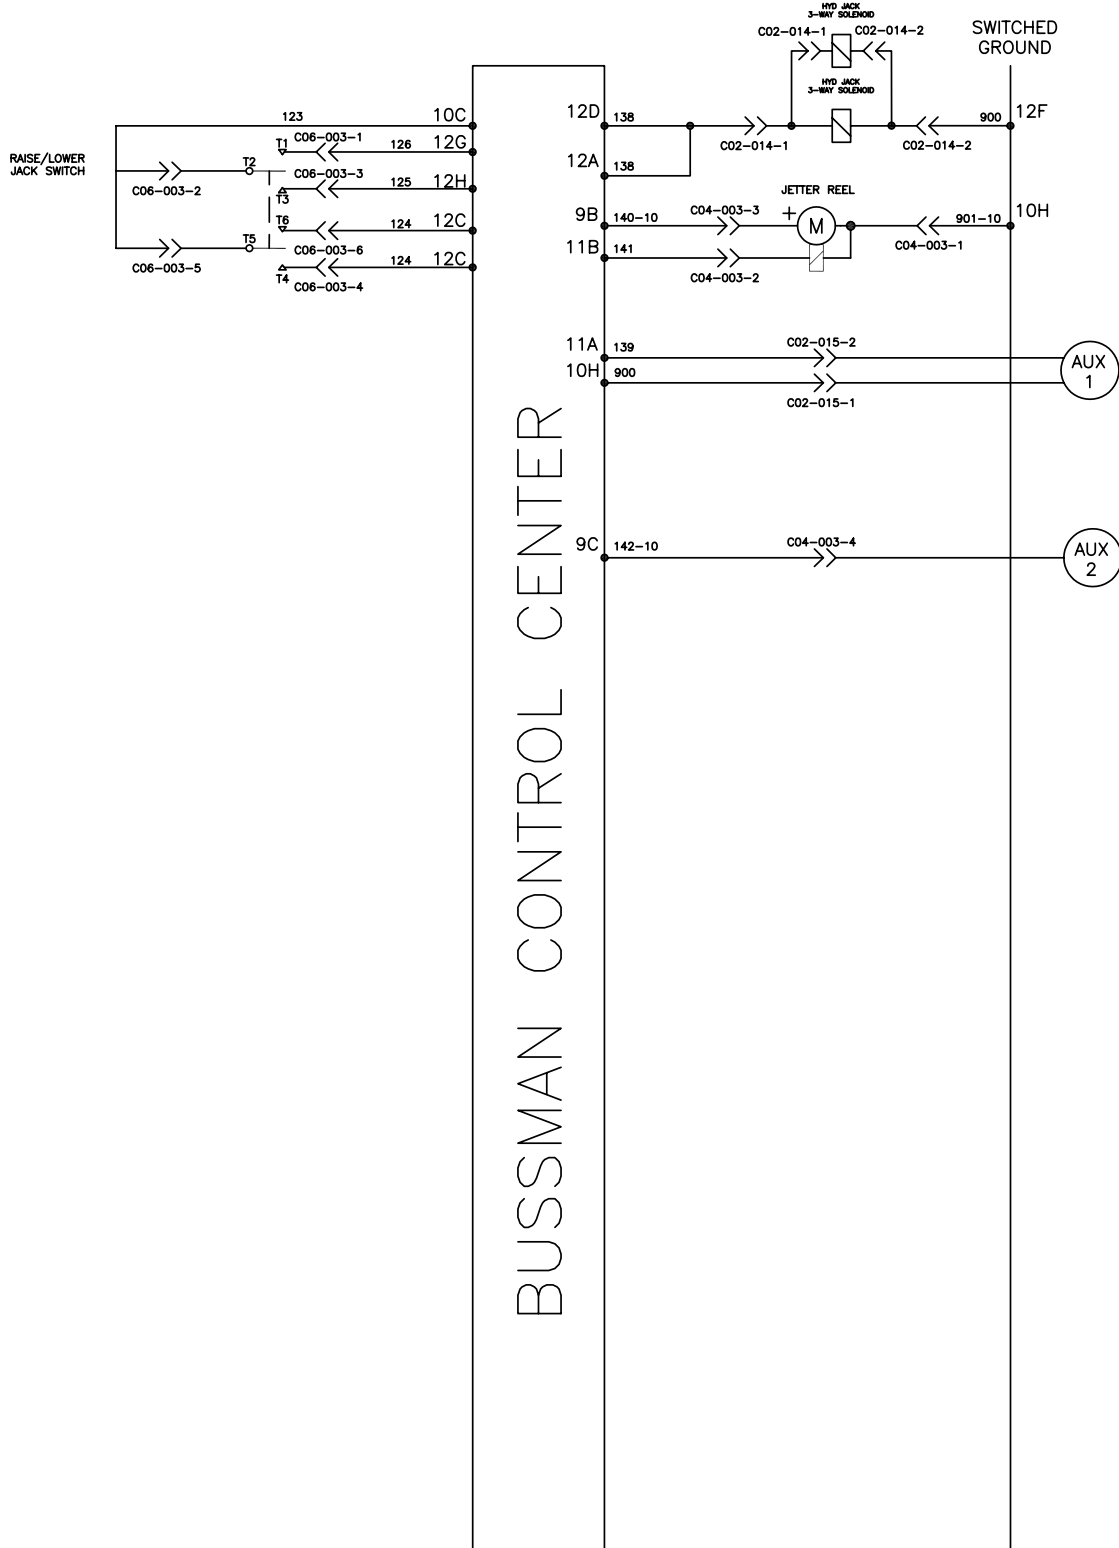 HYD JACK
3-WAY SOLENOID
C02-014-1
C02-014-2
SWITCHED
GROUND
HYD JACK
3-WAY SOLENOID
123
10C
12D
138
900
12F
C06-003-1
T1
126
12G
C02-014-1
C02-014-2
RAISE/LOWER
JACK SWITCH
T2
C06-003-3
12A
138
C06-003-2
125
12H
T3
JETTER REEL
T6
124
12C
9B
140-10
C04-003-3
+
M
901-10
10H
T5
C06-003-6
11B
141
C04-003-1
C06-003-5
124
12C
T4
C06-003-4
C04-003-2
11A
139
C02-015-2
AUX
1
10H
900
C02-015-1
9C
142-10
C04-003-4
AUX
2
BUSSMAN CONTROL CENTER